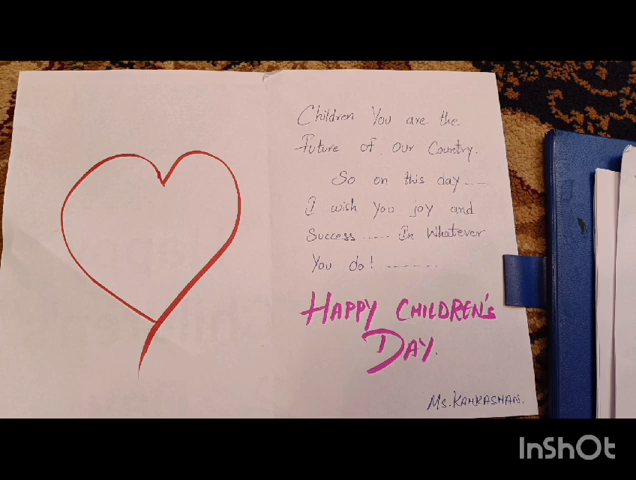 Children You are the
Future of our Country.
So on this day ----
I wish You joy and
Success ---- In Whatever
You do! --------
HAPPY CHILDREN's
DAY.
Ms. KAHKASHAN.
InShOt